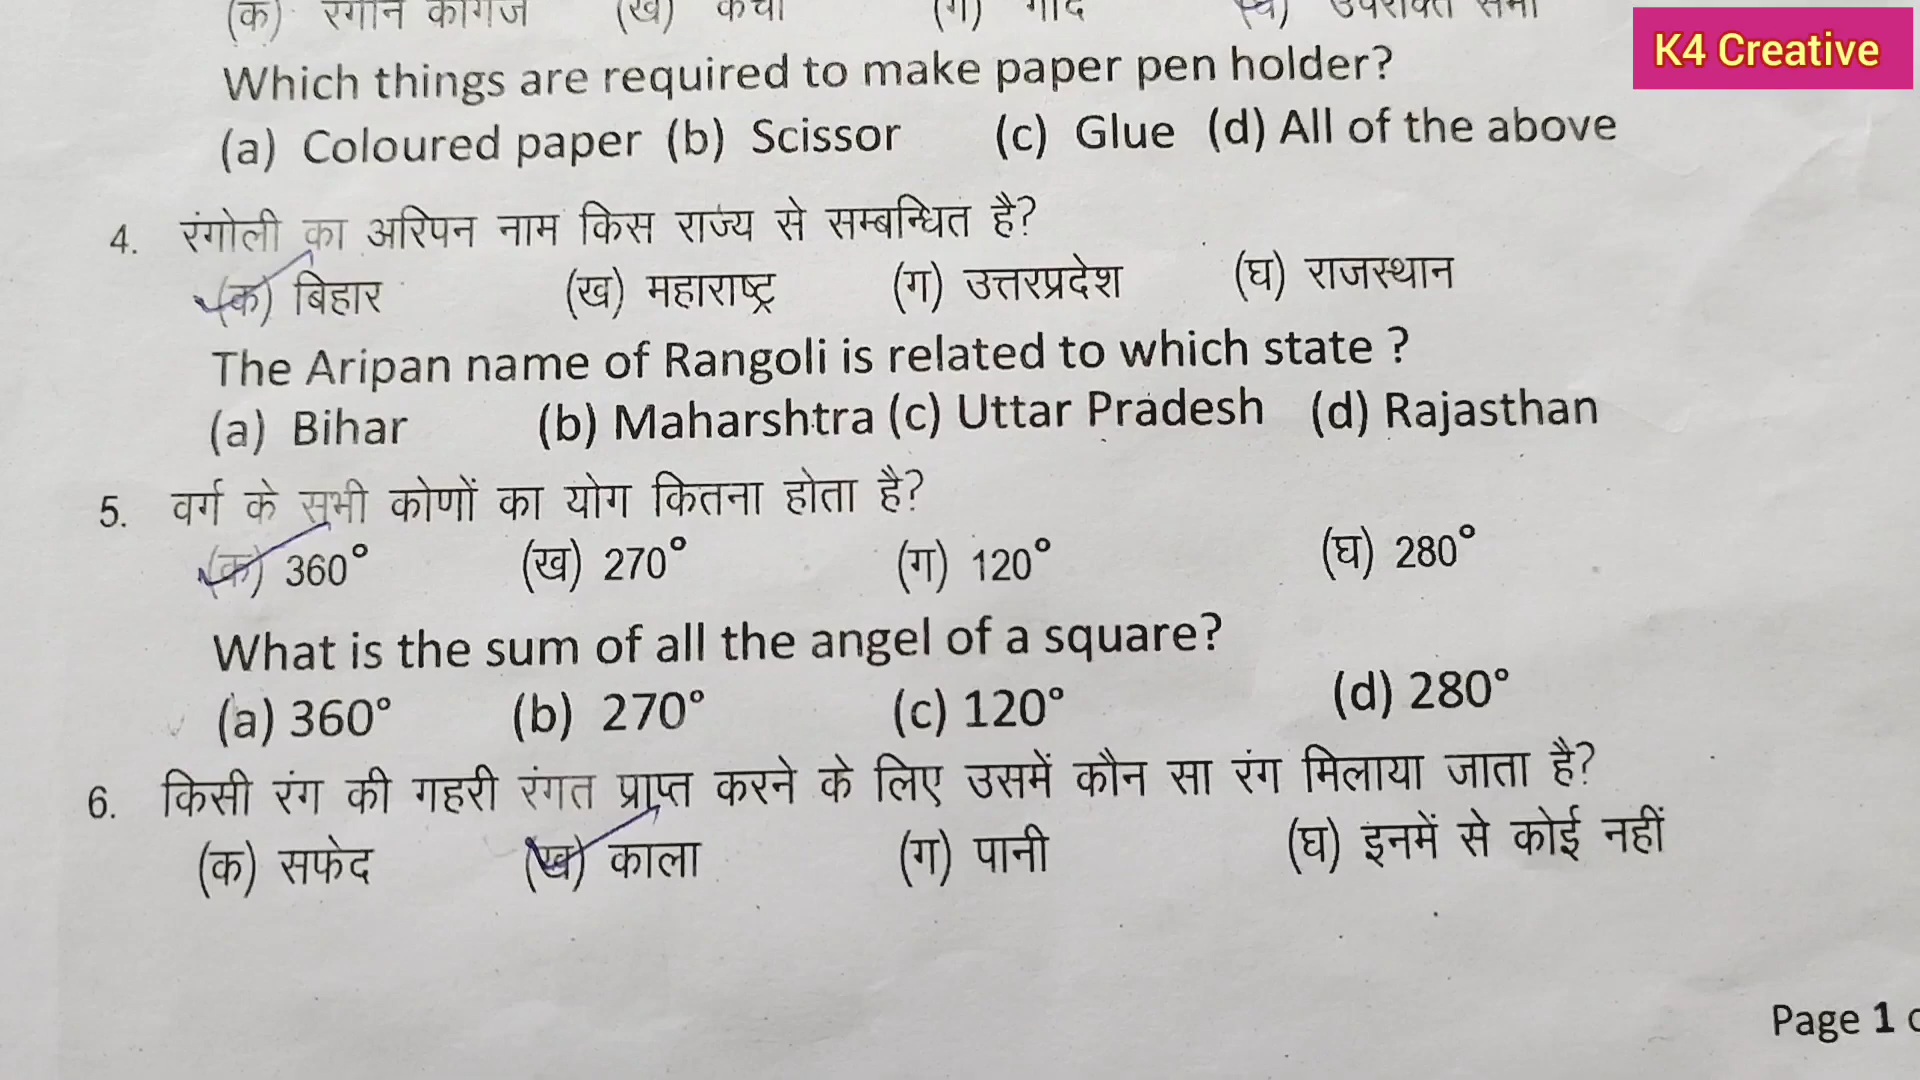 (क) रंगीन कागज (ख) कैंची (ग) गोंद (घ) उपरोक्त सभी
K4 Creative
Which things are required to make paper pen holder?
(a) Coloured paper (b) Scissor (c) Glue (d) All of the above
4. रंगोली का अरिपन नाम किस राज्य से सम्बन्धित है?
(क) बिहार (ख) महाराष्ट्र (ग) उत्तरप्रदेश (घ) राजस्थान
The Aripan name of Rangoli is related to which state ?
(a) Bihar (b) Maharshtra (c) Uttar Pradesh (d) Rajasthan
5. वर्ग के सभी कोणों का योग कितना होता है?
(क) 360° (ख) 270° (ग) 120° (घ) 280°
What is the sum of all the angel of a square?
(a) 360° (b) 270° (c) 120° (d) 280°
6. किसी रंग की गहरी रंगत प्राप्त करने के लिए उसमें कौन सा रंग मिलाया जाता है?
(क) सफेद (ख) काला (ग) पानी (घ) इनमें से कोई नहीं
Page 1